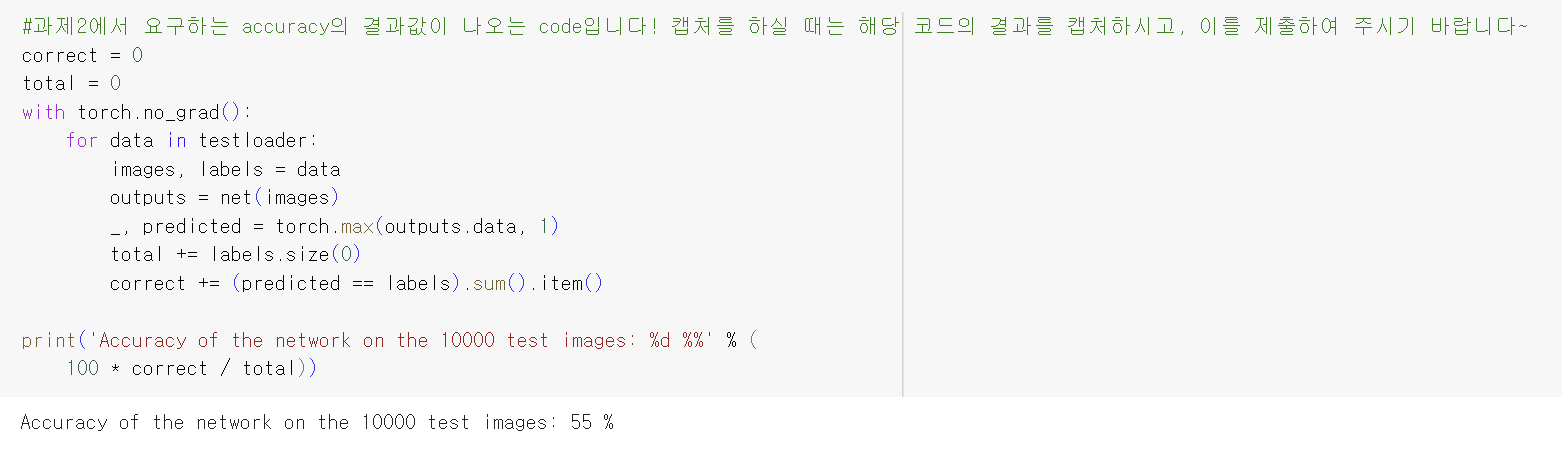 #과제2에서 요구하는 accuracy의 결과값이 나오는 code입니다! 캡쳐를 하실 때는 해당 코드의 결과를 캡쳐하시고, 이를 제출하여 주시기 바랍니다~
correct = 0
total = 0
with torch.no_grad():
    for data in testloader:
        images, labels = data
        outputs = net(images)
        _, predicted = torch.max(outputs.data, 1)
        total += labels.size(0)
        correct += (predicted == labels).sum().item()
print('Accuracy of the network on the 10000 test images: %d %%' % (
    100 * correct / total))
Accuracy of the network on the 10000 test images: 55 %